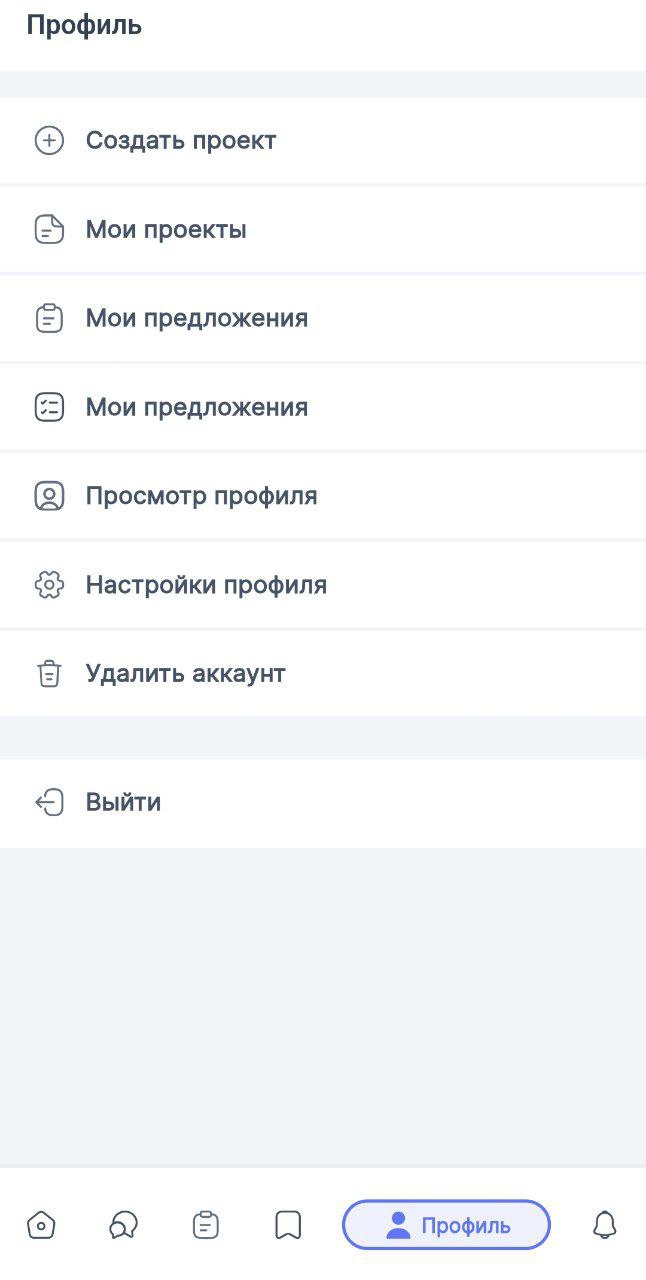 Профиль
Создать проект
Мои проекты
Мои предложения
Мои предложения
Просмотр профиля
Настройки профиля
Удалить аккаунт
Выйти
Профиль